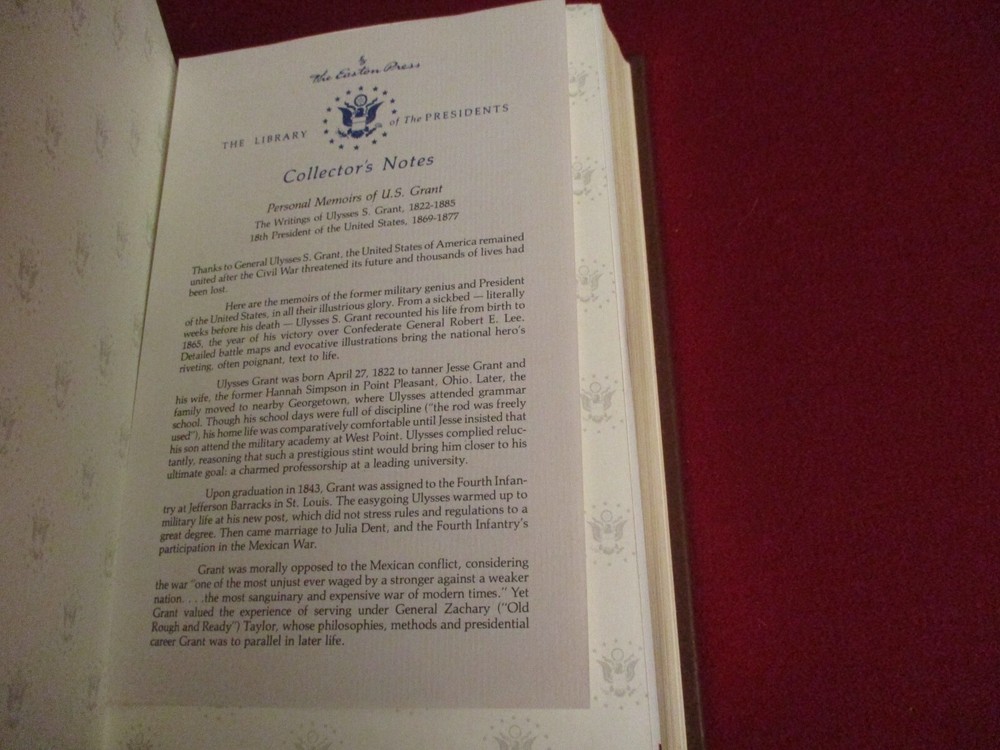 The Easton Press
THE LIBRARY of The PRESIDENTS
Collector's Notes
Personal Memoirs of U.S. Grant
The Writings of Ulysses S. Grant, 1822-1885
18th President of the United States, 1869-1877
Thanks to General Ulysses S. Grant, the United States of America remained
united after the Civil War threatened its future and thousands of lives had
been lost.
Here are the memoirs of the former military genius and President
of the United States, in all their illustrious glory. From a sickbed — literally
weeks before his death — Ulysses S. Grant recounted his life from birth to
1865, the year of his victory over Confederate General Robert E. Lee.
Detailed battle maps and evocative illustrations bring the national hero's
riveting, often poignant, text to life.
Ulysses Grant was born April 27, 1822 to tanner Jesse Grant and
his wife, the former Hannah Simpson in Point Pleasant, Ohio. Later, the
family moved to nearby Georgetown, where Ulysses attended grammar
school. Though his school days were full of discipline ("the rod was freely
used"), his home life was comparatively comfortable until Jesse insisted that
his son attend the military academy at West Point. Ulysses complied reluc-
tantly, reasoning that such a prestigious stint would bring him closer to his
ultimate goal: a charmed professorship at a leading university.
Upon graduation in 1843, Grant was assigned to the Fourth Infan-
try at Jefferson Barracks in St. Louis. The easygoing Ulysses warmed up to
military life at his new post, which did not stress rules and regulations to a
great degree. Then came marriage to Julia Dent, and the Fourth Infantry's
participation in the Mexican War.
Grant was morally opposed to the Mexican conflict, considering
the war "one of the most unjust ever waged by a stronger against a weaker
nation. . . .the most sanguinary and expensive war of modern times." Yet
Grant valued the experience of serving under General Zachary ("Old
Rough and Ready") Taylor, whose philosophies, methods and presidential
career Grant was to parallel in later life.